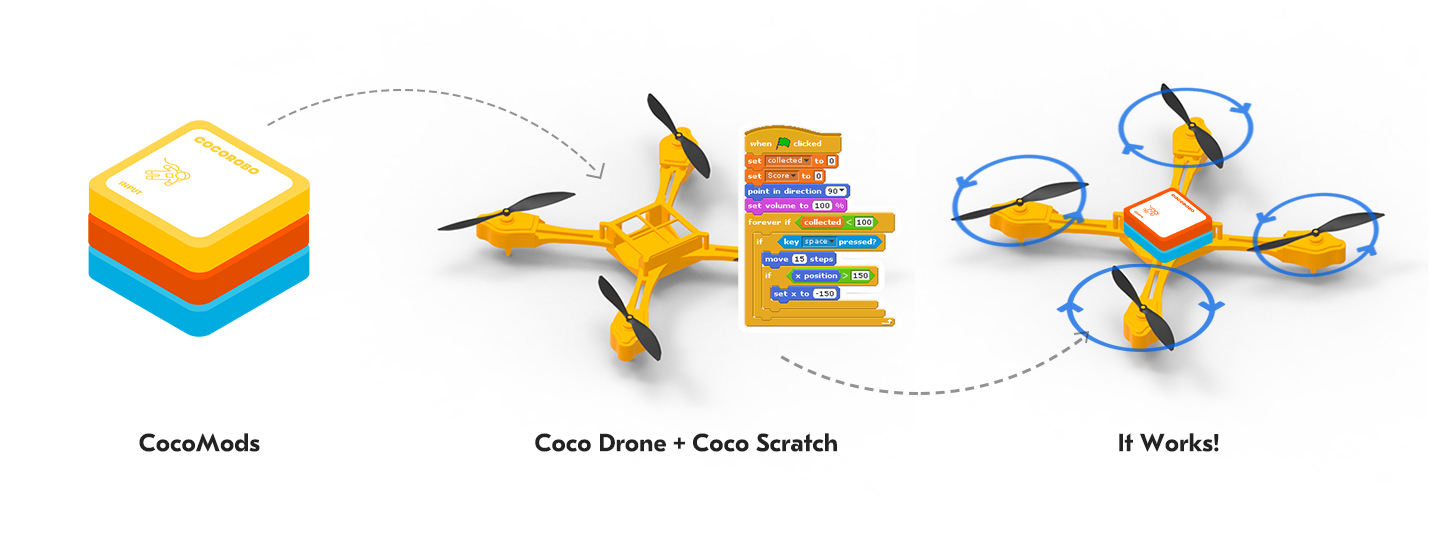 COCOROBO
INPUT
when clicked
set collected to 0
set Score to 0
point in direction 90
set volume to 100 %
forever if collected < 100
if key space pressed?
move 15 steps
if x position > 150
set x to -150
COCOROBO
CocoMods
Coco Drone + Coco Scratch
It Works!